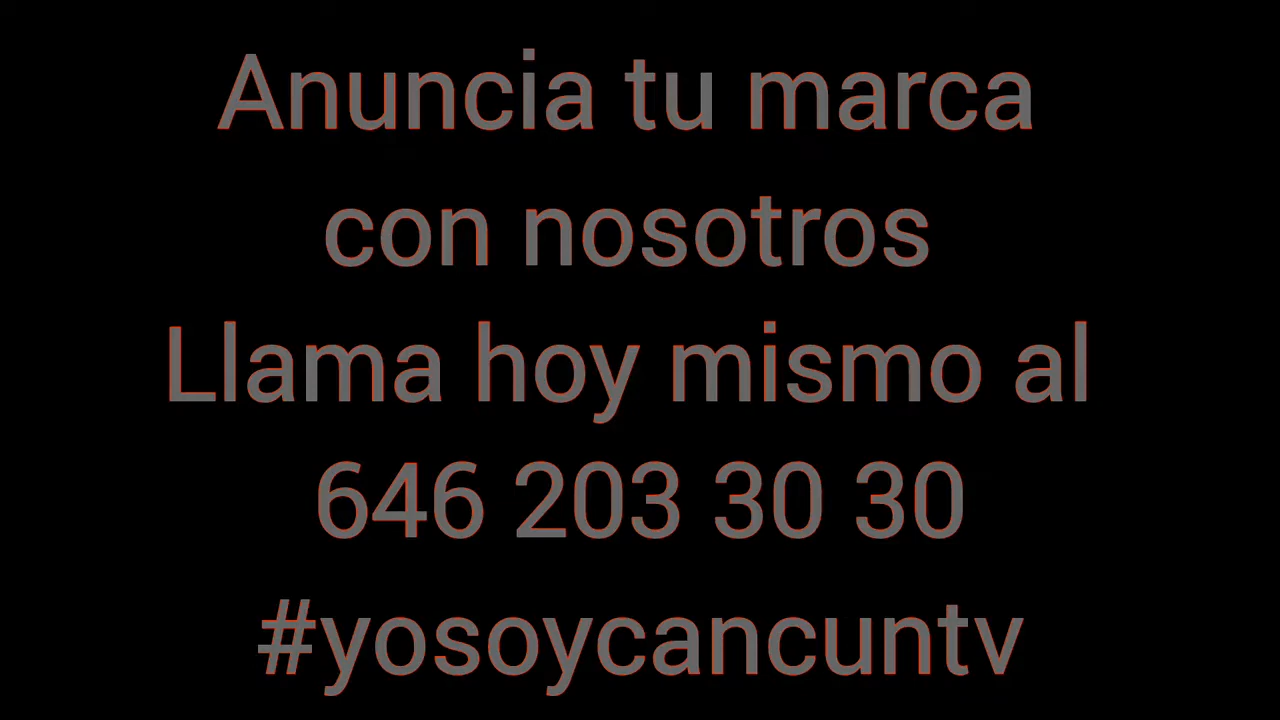 Anuncia tu marca
con nosotros
Llama hoy mismo al
646 203 30 30
#yosoycancuntv